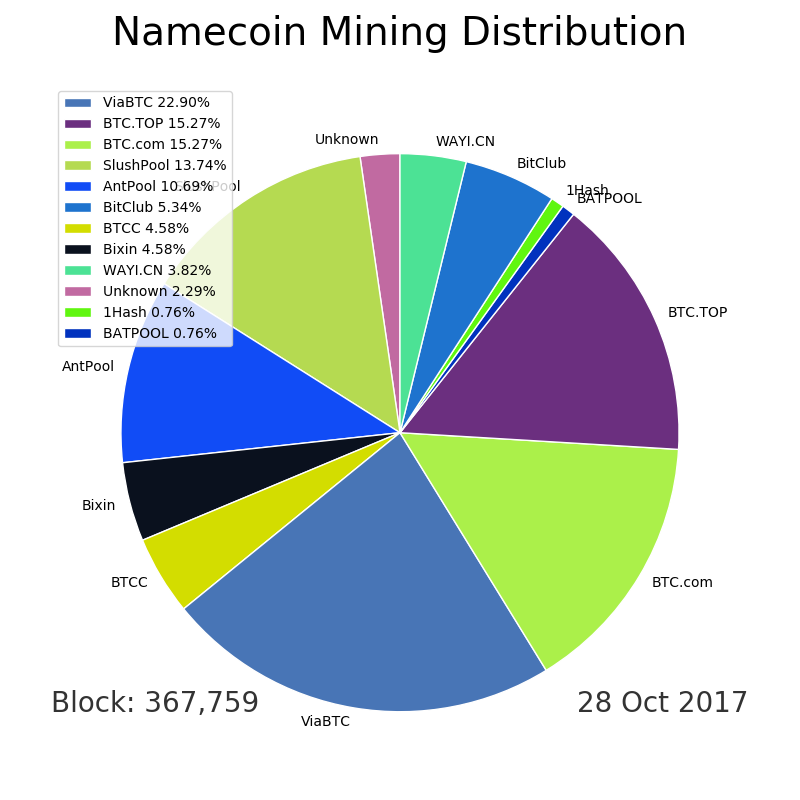 Namecoin Mining Distribution
ViaBTC 22.90%
BTC.TOP 15.27%
BTC.com 15.27%
SlushPool 13.74%
AntPool 10.69%
BitClub 5.34%
BTCC 4.58%
Bixin 4.58%
WAYI.CN 3.82%
Unknown 2.29%
1Hash 0.76%
BATPOOL 0.76%
Unknown
WAYI.CN
BitClub
1Hash
BATPOOL
BTC.TOP
AntPool
Bixin
BTCC
BTC.com
Block: 367,759
28 Oct 2017
ViaBTC